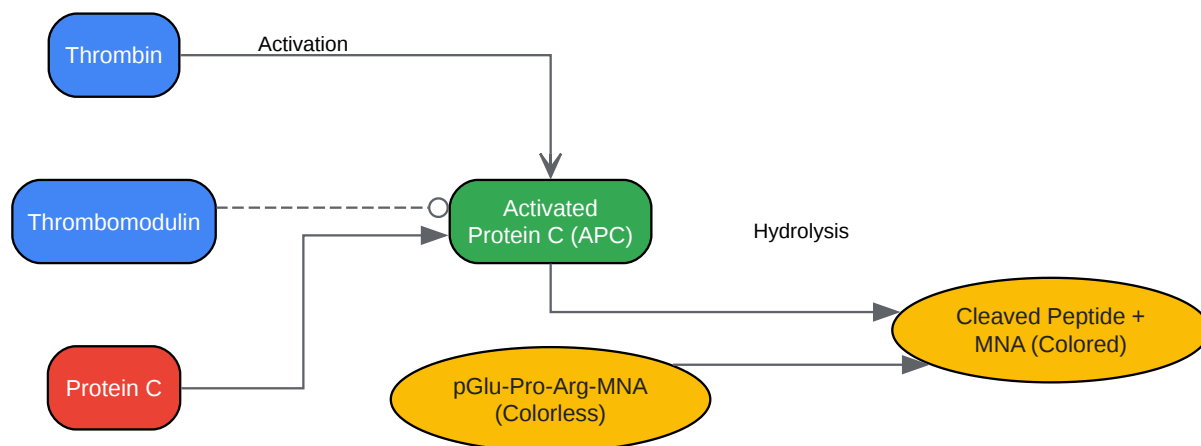 Thrombin
Activation
Thrombomodulin
Activated
Protein C (APC)
Hydrolysis
Cleaved Peptide +
MNA (Colored)
Protein C
pGlu-Pro-Arg-MNA
(Colorless)